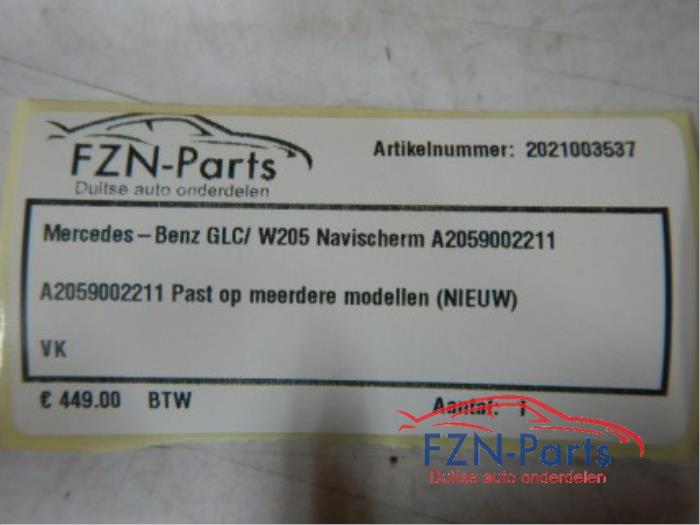 FZN-Parts
Duitse auto onderdelen
Artikelnummer: 2021003537
Mercedes-Benz GLC/ W205 Navischerm A2059002211
A2059002211 Past op meerdere modellen (NIEUW)
VK
€ 449.00 BTW
Aantal: 1
FZN-Parts
Duitse auto onderdelen